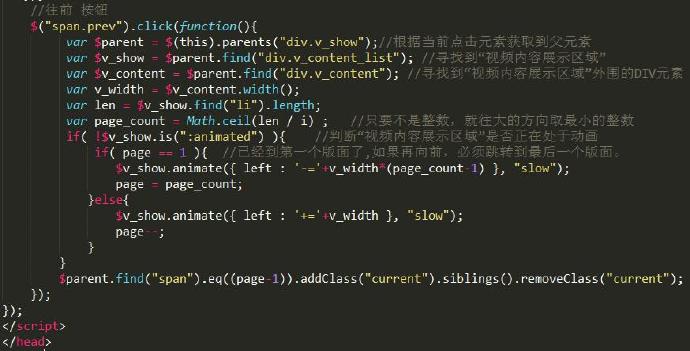 //往前 按钮
$("span.prev").click(function(){
var $parent = $(this).parents("div.v_show");//根据当前点击元素获取到父元素
var $v_show = $parent.find("div.v_content_list"); //寻找到“视频内容展示区域”
var $v_content = $parent.find("div.v_content"); //寻找到“视频内容展示区域”外围的DIV元素
var v_width = $v_content.width();
var len = $v_show.find("li").length;
var page_count = Math.ceil(len / i) ; //只要不是整数，就往大的方向取最小的整数
if( !$v_show.is(":animated") ){ //判断“视频内容展示区域”是否正在处于动画
if( page == 1 ){ //已经到第一个版面了,如果再向前，必须跳转到最后一个版面。
$v_show.animate({ left : '-='+v_width*(page_count-1) }, "slow");
page = page_count;
}else{
$v_show.animate({ left : '+='+v_width }, "slow");
page--;
}
}
$parent.find("span").eq((page-1)).addClass("current").siblings().removeClass("current");
});
});
</script>
</head>